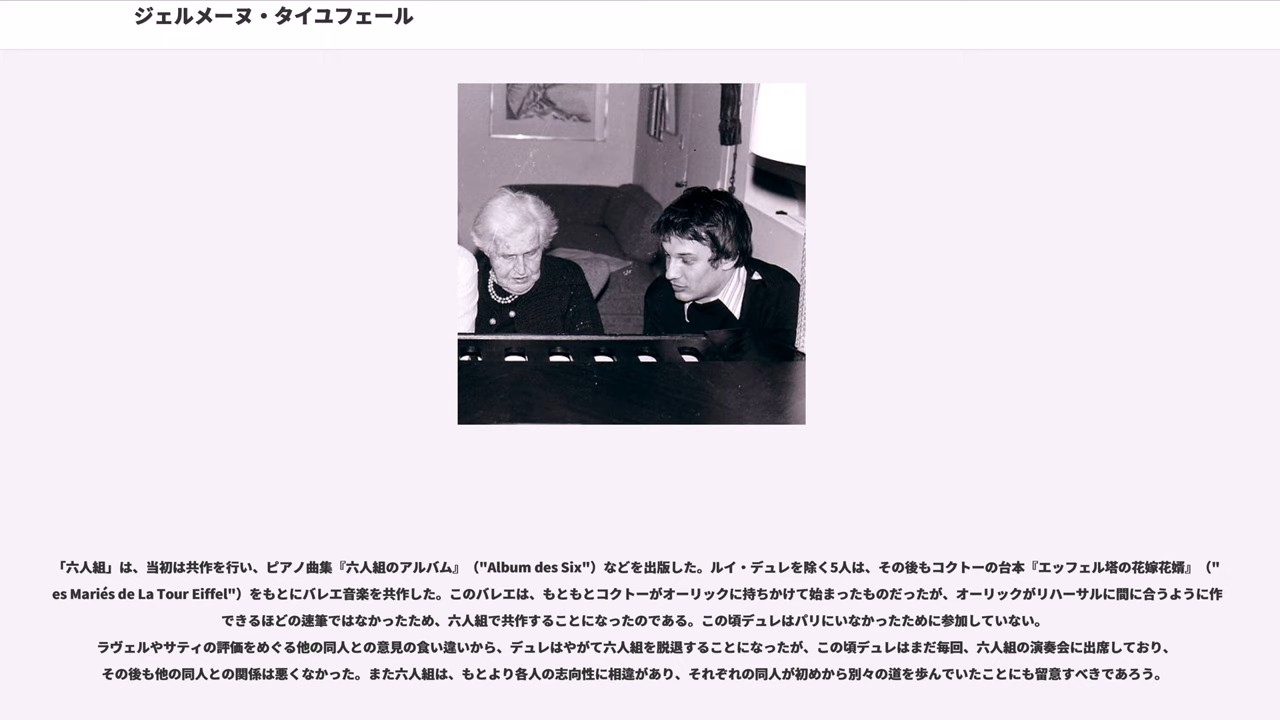 ジェルメーヌ・タイユフェール
「六人組」は、当初は共作を行い、ピアノ曲集『六人組のアルバム』（"Album des Six"）などを出版した。ルイ・デュレを除く5人は、その後もコクトーの台本『エッフェル塔の花嫁花婿』（"
es Mariés de La Tour Eiffel"）をもとにバレエ音楽を共作した。このバレエは、もともとコクトーがオーリックに持ちかけて始まったものだったが、オーリックがリハーサルに間に合うように作
できるほどの速筆ではなかったため、六人組で共作することになったのである。この頃デュレはパリにいなかったために参加していない。
ラヴェルやサティの評価をめぐる他の同人との意見の食い違いから、デュレはやがて六人組を脱退することになったが、この頃デュレはまだ毎回、六人組の演奏会に出席しており、
その後も他の同人との関係は悪くなかった。また六人組は、もとより各人の志向性に相違があり、それぞれの同人が初めから別々の道を歩んでいたことにも留意すべきであろう。